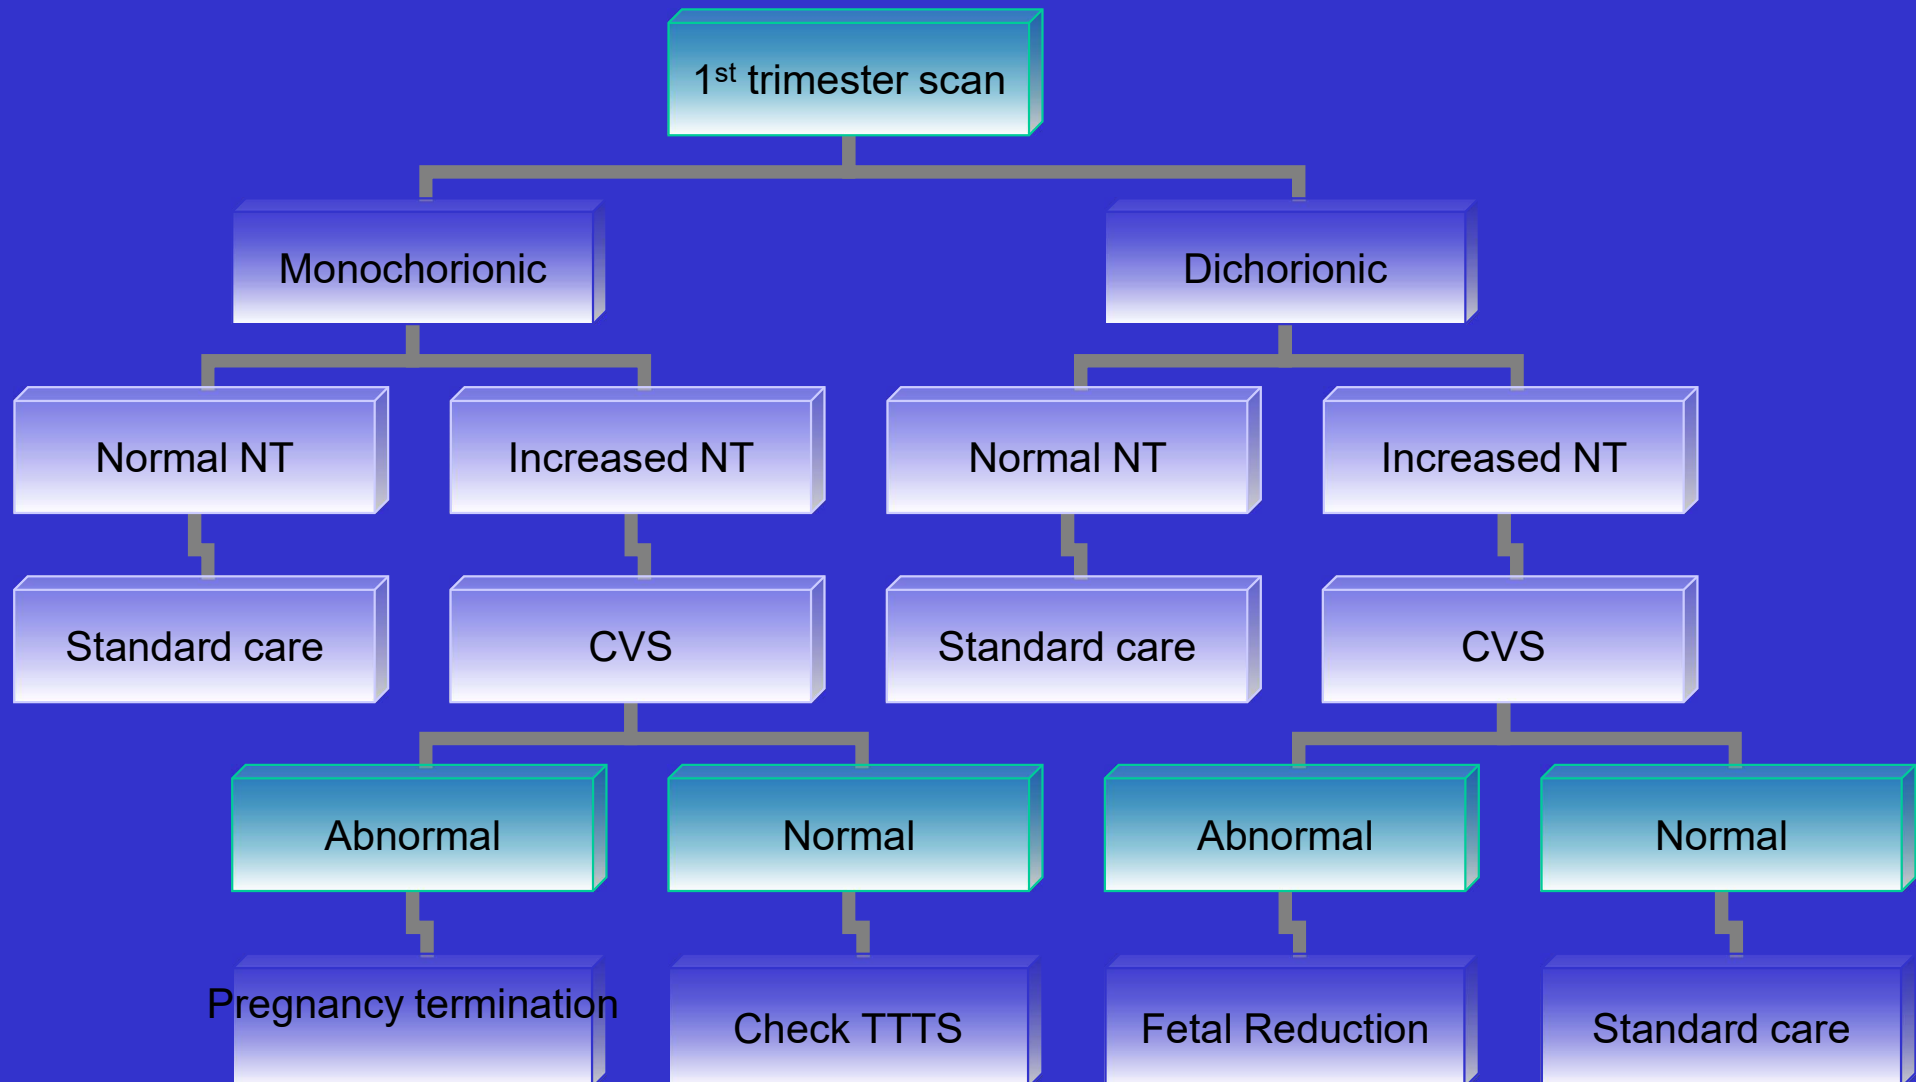 1st trimester scan
Monochorionic
Dichorionic
Normal NT
Increased NT
Normal NT
Increased NT
Standard care
CVS
Standard care
CVS
Abnormal
Normal
Abnormal
Normal
Pregnancy termination
Check TTTS
Fetal Reduction
Standard care